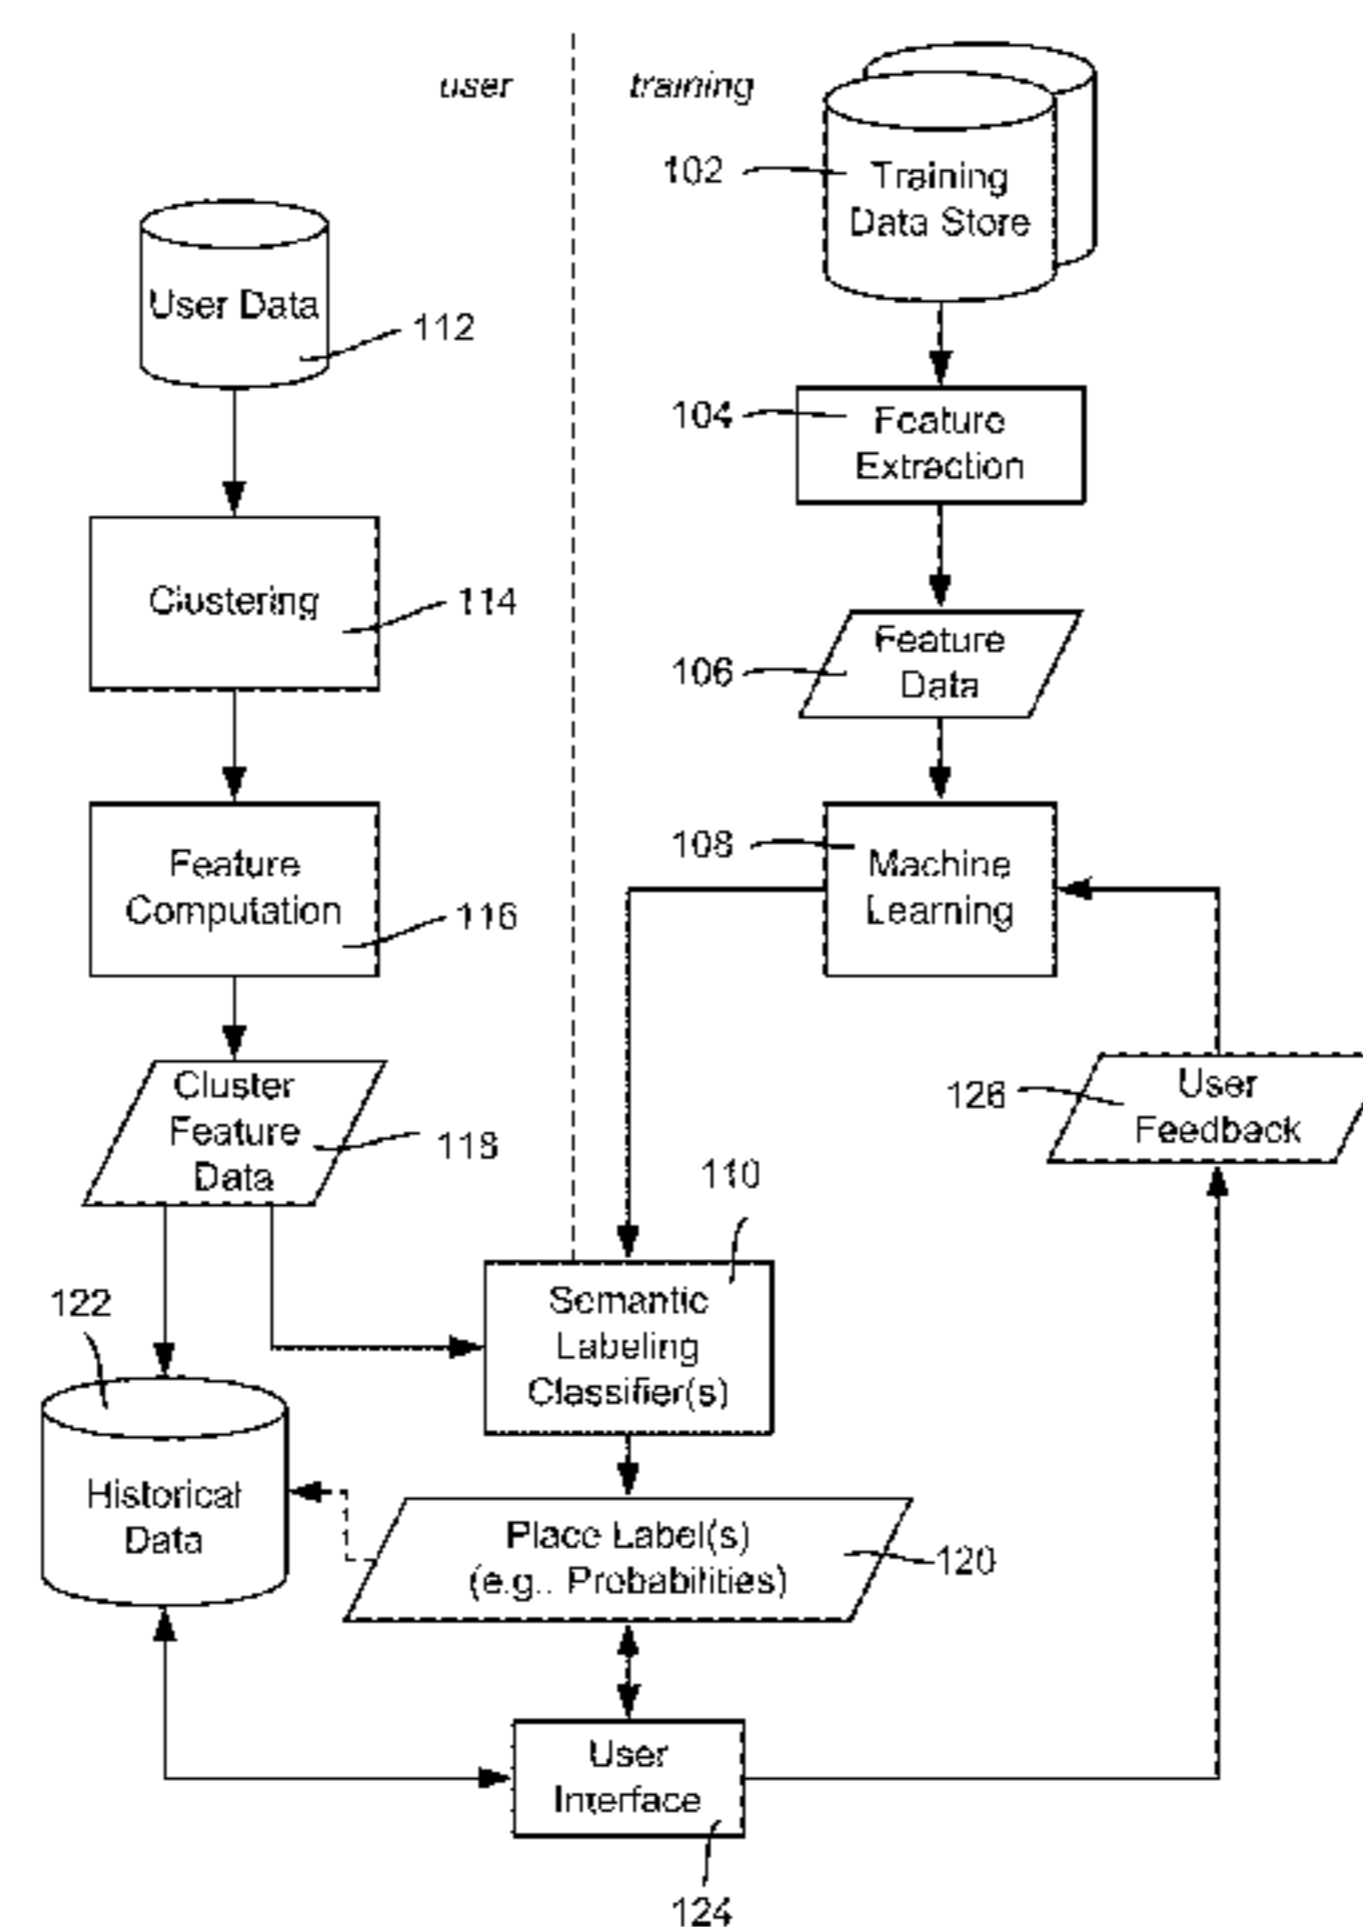 user
training
102
Training
Data Store
User Data
112
104
Feature
Extraction
Clustering
114
106
Feature
Data
108
Machine
Learning
Feature
Computation
116
Cluster
Feature
Data
118
126
User
Feedback
110
122
Semantic
Labeling
Classifier(s)
Historical
Data
Place Label(s)
(e.g.. Probabilities)
120
User
Interface
124